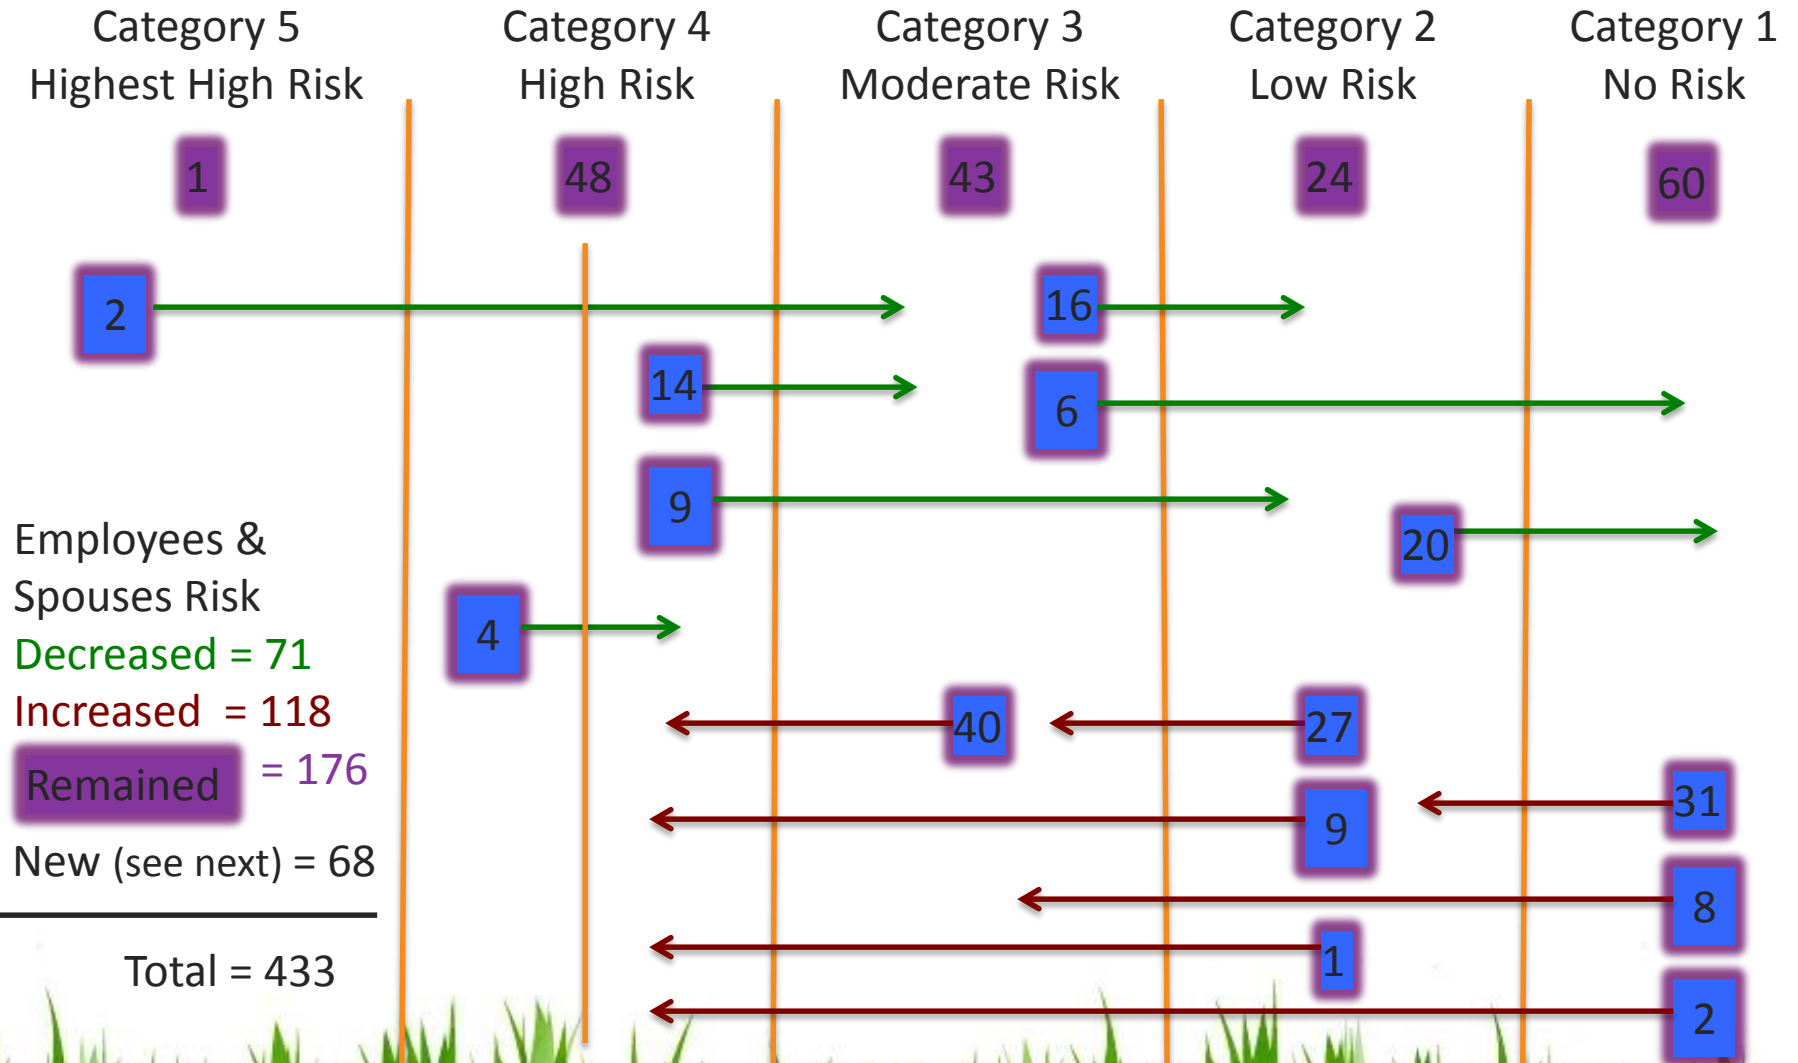 Category 5
Highest High Risk
Category 4
High Risk
Category 3
Moderate Risk
Category 2
Low Risk
Category 1
No Risk
1
48
43
24
60
2
16
14
6
9
20
4
40
27
31
9
8
1
2
Employees &
Spouses Risk
Decreased = 71
Increased = 118
Remained = 176
New (see next) = 68
Total = 433